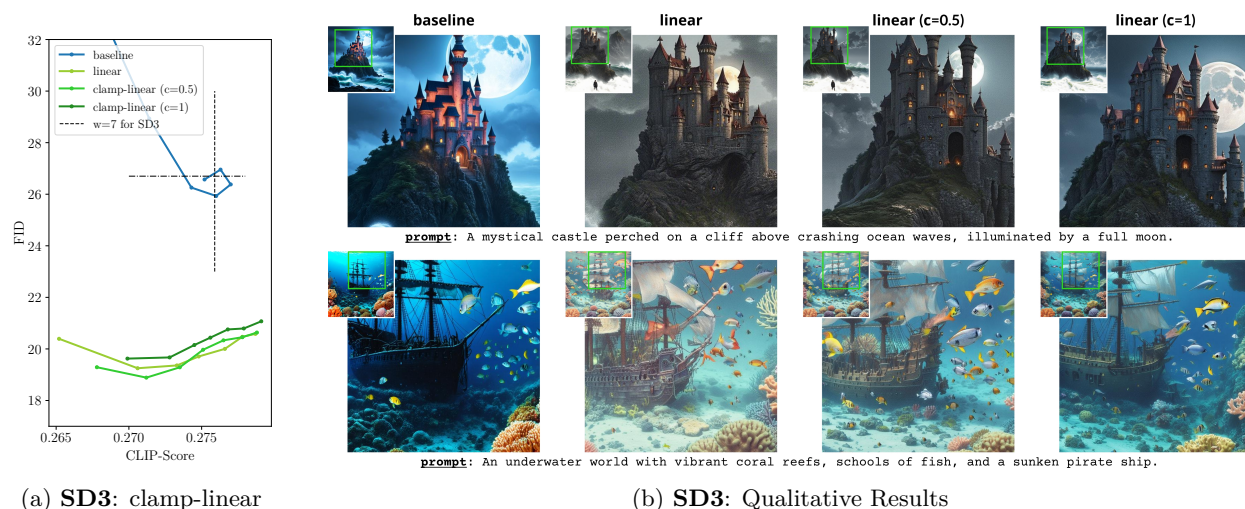 32
30
28
26
24
22
20
18
FID
0.265
0.270
0.275
CLIP-Score
baseline
linear
clamp-linear (c=0.5)
clamp-linear (c=1)
w=7 for SD3
(a) SD3: clamp-linear
baseline
linear
linear (c=0.5)
linear (c=1)
prompt: A mystical castle perched on a cliff above crashing ocean waves, illuminated by a full moon.
prompt: An underwater world with vibrant coral reefs, schools of fish, and a sunken pirate ship.
(b) SD3: Qualitative Results